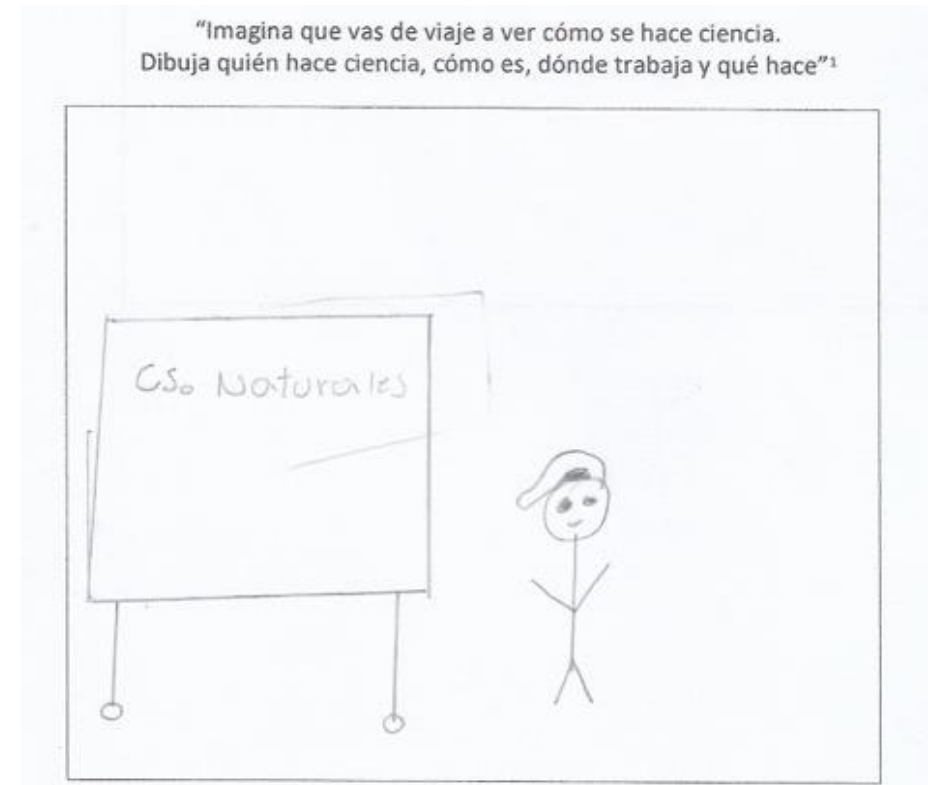 “Imagina que vas de viaje a ver cómo se hace ciencia.
Dibuja quién hace ciencia, cómo es, dónde trabaja y qué hace”¹
Cs. Naturales